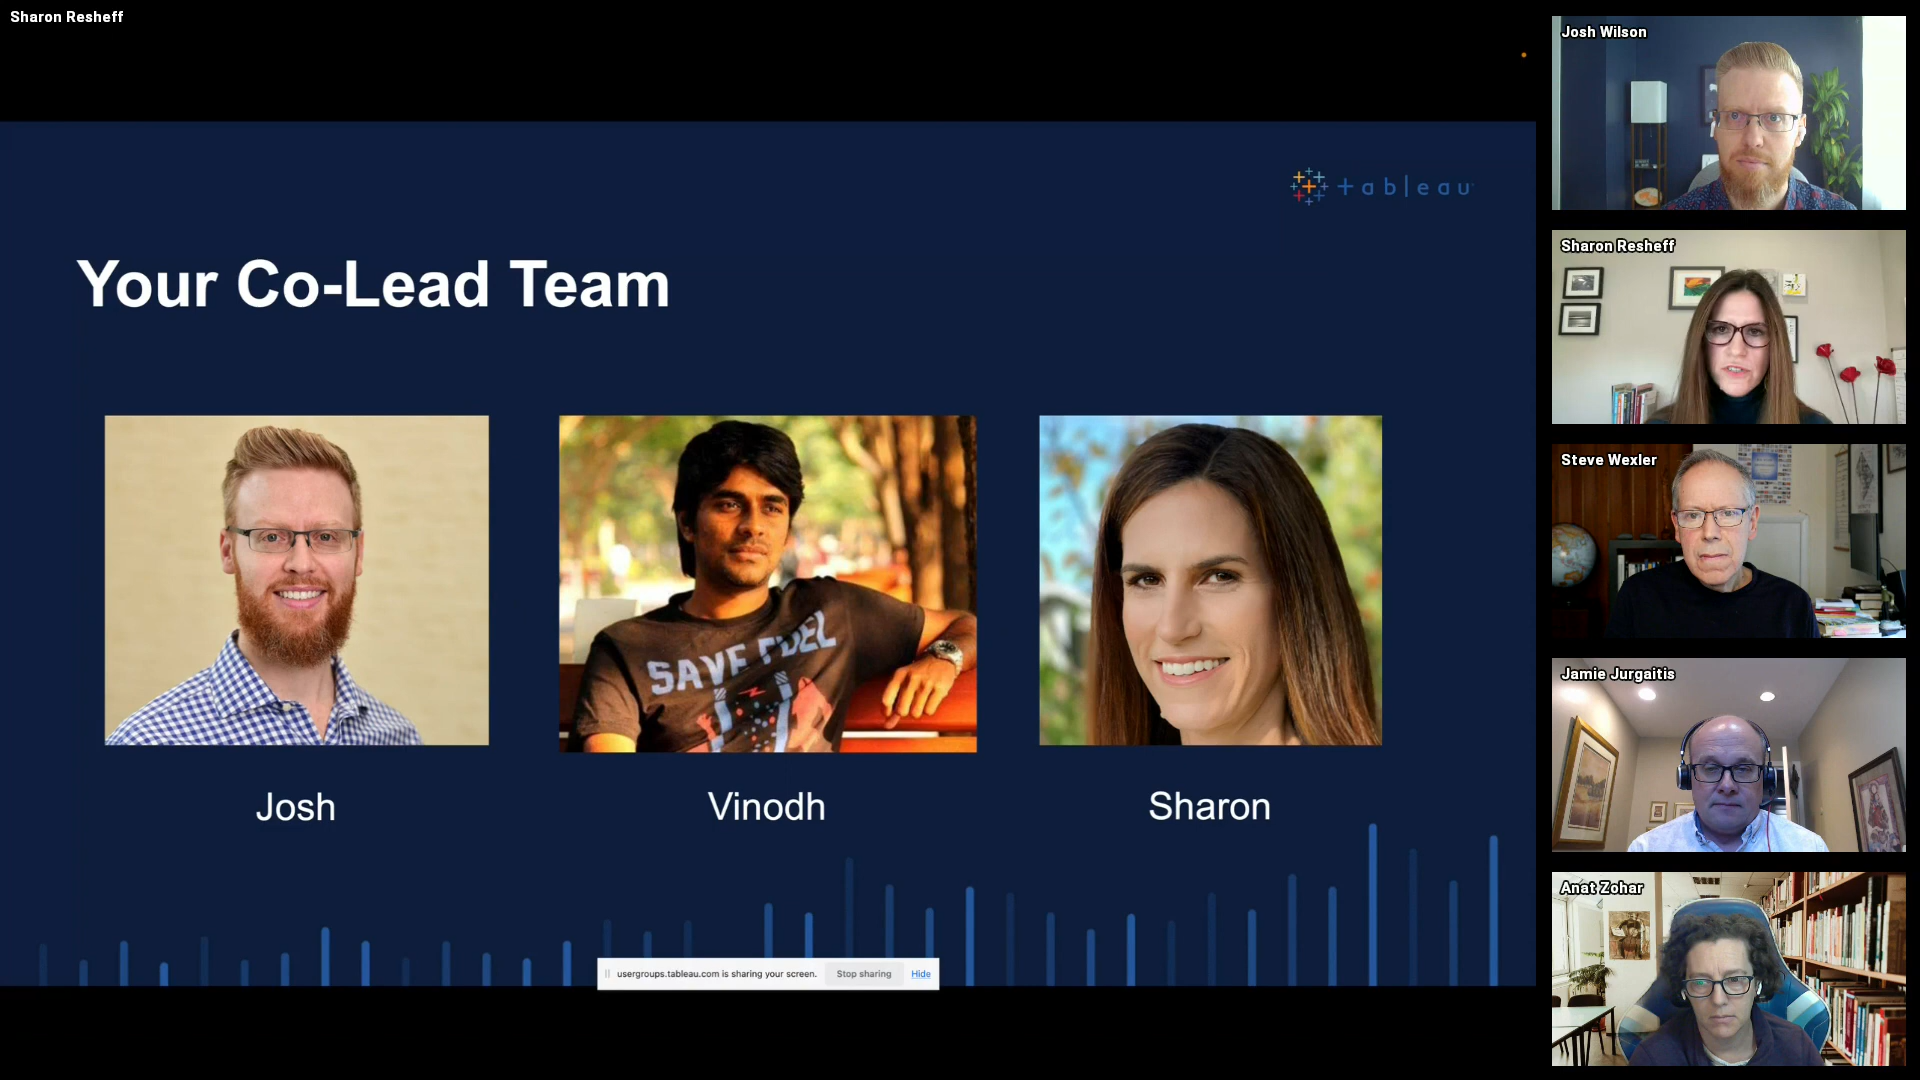 Sharon Resheff
tableau
Your Co-Lead Team
SAVE FUEL
Josh
Vinodh
Sharon
usergroups.tableau.com is sharing your screen.
Stop sharing
Hide
Josh Wilson
Sharon Resheff
Steve Wexler
Jamie Jurgaitis
Anat Zohar